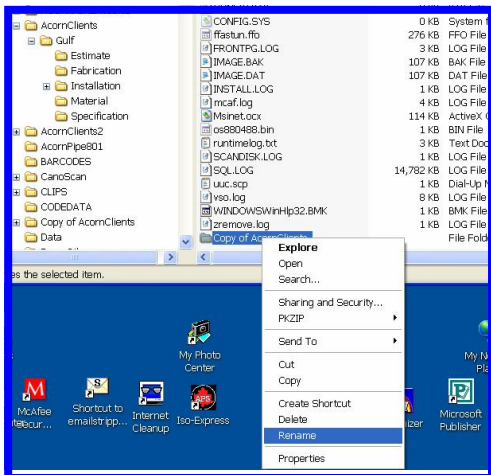 AcornClients
Gulf
Estimate
Fabrication
Installation
Material
Specification
AcornClients2
AcornPipe801
BARCODES
CanoScan
CLIPS
CODEDATA
Copy of AcornClients
Data
CONFIG.SYS 0 KB System f
ffastun.ffo 276 KB FFO File
FRONTPG.LOG 3 KB LOG File
IMAGE.BAK 107 KB BAK File
IMAGE.DAT 107 KB DAT File
INSTALL.LOG 1 KB LOG File
mcaf.log 4 KB LOG File
Msinet.ocx 114 KB ActiveX C
os880488.bin 1 KB BIN File
runtimelog.txt 3 KB Text Doc
SCANDISK.LOG 1 KB LOG File
SQL.LOG 14,782 KB LOG File
uuc.scp 1 KB Dial-Up N
vso.log 8 KB LOG File
WINDOWSWinHlp32.BMK 1 KB BMK File
zremove.log 1 KB LOG File
Copy of AcornClients File Fold
es the selected item.
Explore
Open
Search...
Sharing and Security...
PKZIP
Send To
Cut
Copy
Create Shortcut
Delete
Rename
Properties
My Photo
Center
My N
Pla
McAfee
Secur...
Shortcut to
emailstripp...
Internet
Cleanup
APS
Iso-Express
izer
Microsoft
Publisher